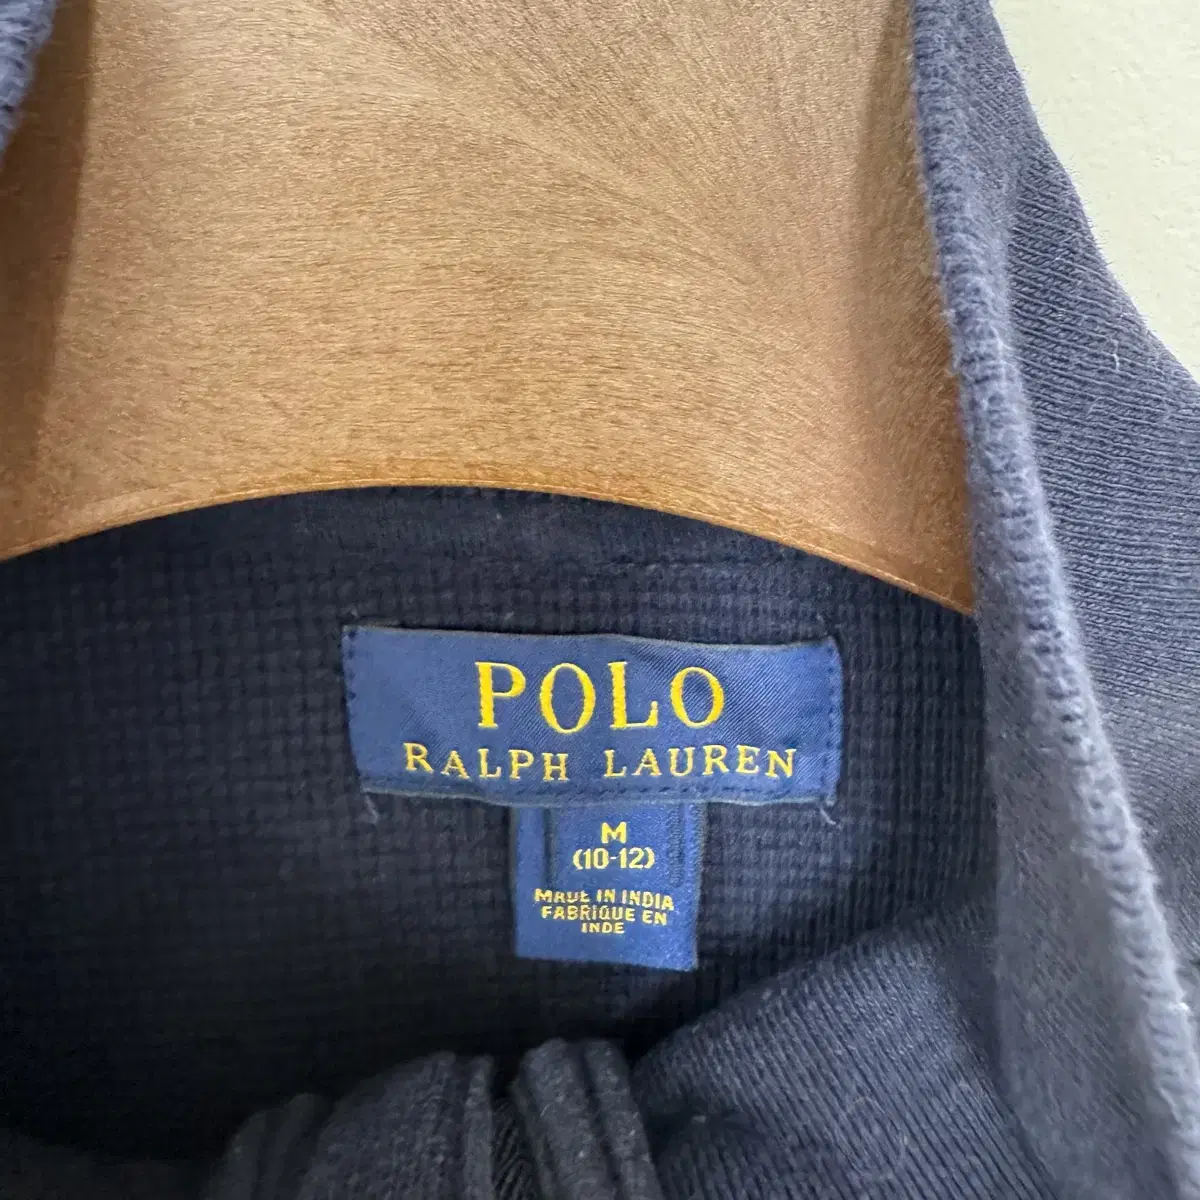 POLO
RALPH LAUREN
M
(10-12)
MADE IN INDIA
FABRIQUE EN
INDE